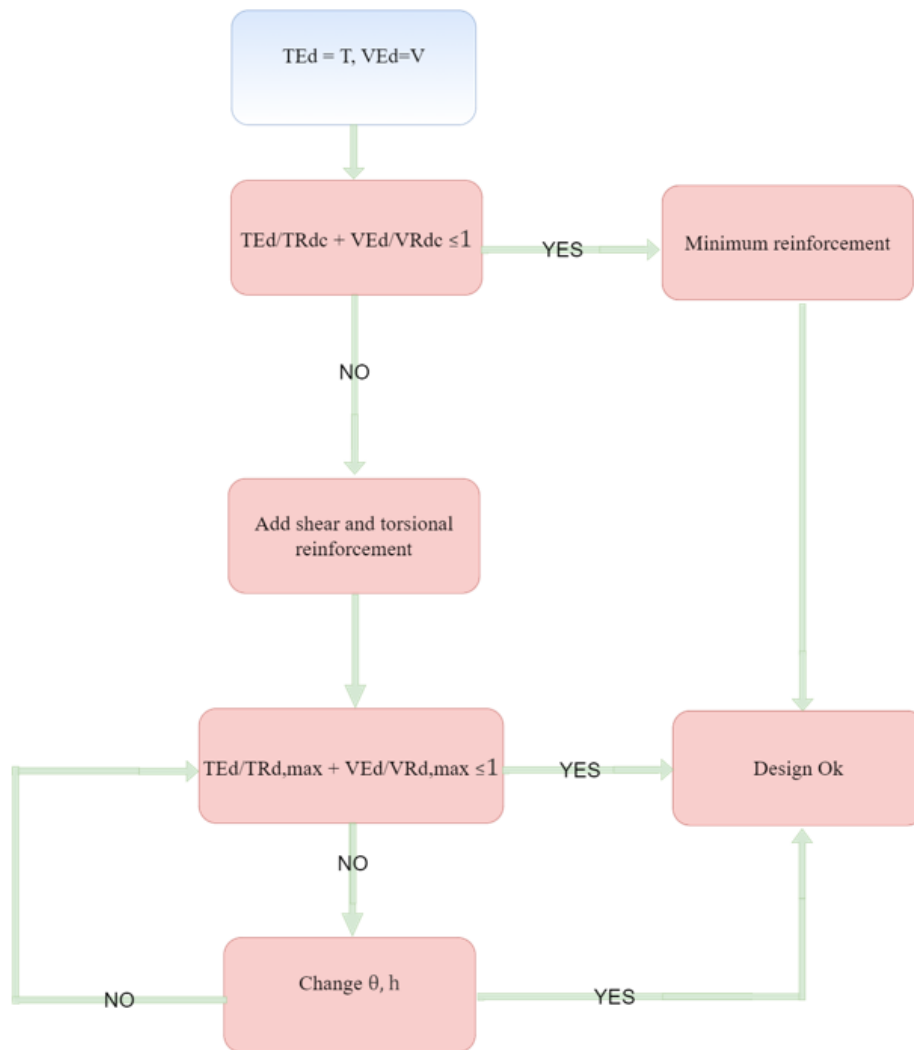 TEd = T, VEd=V
TEd/TRdc + VEd/VRdc ≤1
YES
Minimum reinforcement
NO
Add shear and torsional
reinforcement
TEd/TRd,max + VEd/VRd,max ≤1
YES
Design Ok
NO
Change θ, h
NO
YES